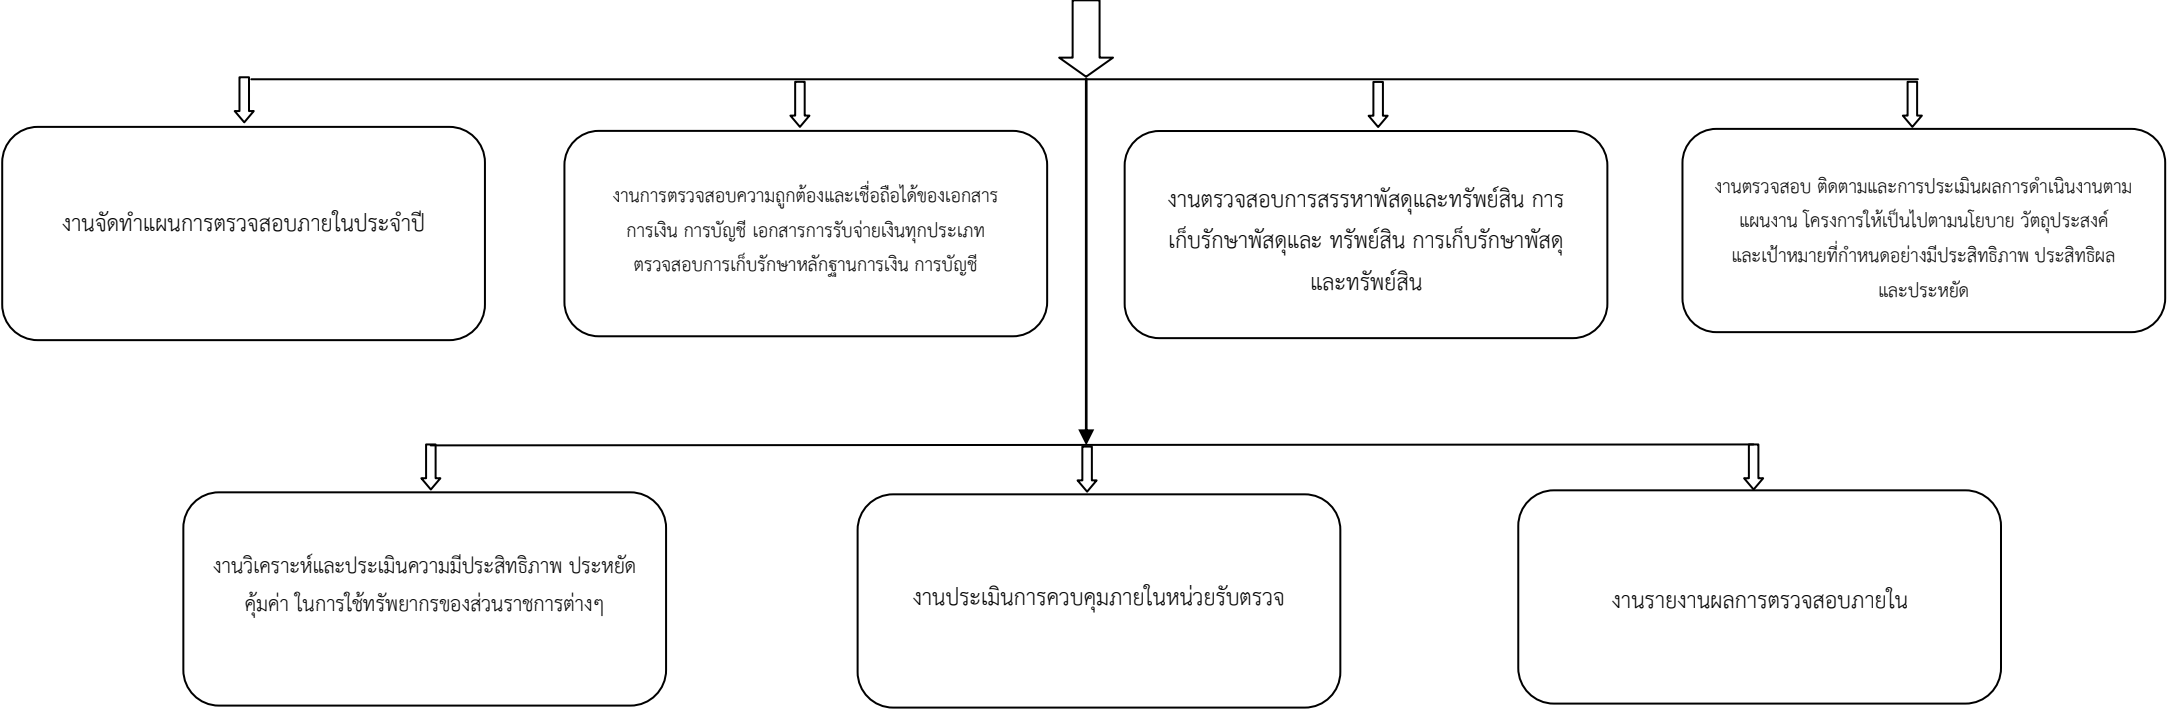 งานจัดทำแผนการตรวจสอบภายในประจำปี
งานการตรวจสอบความถูกต้องและเชื่อถือได้ของเอกสาร
การเงิน การบัญชี เอกสารการรับจ่ายเงินทุกประเภท
ตรวจสอบการเก็บรักษาหลักฐานการเงิน การบัญชี
งานตรวจสอบการสรรหาพัสดุและทรัพย์สิน การ
เก็บรักษาพัสดุและ ทรัพย์สิน การเก็บรักษาพัสดุ
และทรัพย์สิน
งานตรวจสอบ ติดตามและการประเมินผลการดำเนินงานตาม
แผนงาน โครงการให้เป็นไปตามนโยบาย วัตถุประสงค์
และเป้าหมายที่กำหนดอย่างมีประสิทธิภาพ ประสิทธิผล
และประหยัด
งานวิเคราะห์และประเมินความมีประสิทธิภาพ ประหยัด
คุ้มค่า ในการใช้ทรัพยากรของส่วนราชการต่างๆ
งานประเมินการควบคุมภายในหน่วยรับตรวจ
งานรายงานผลการตรวจสอบภายใน